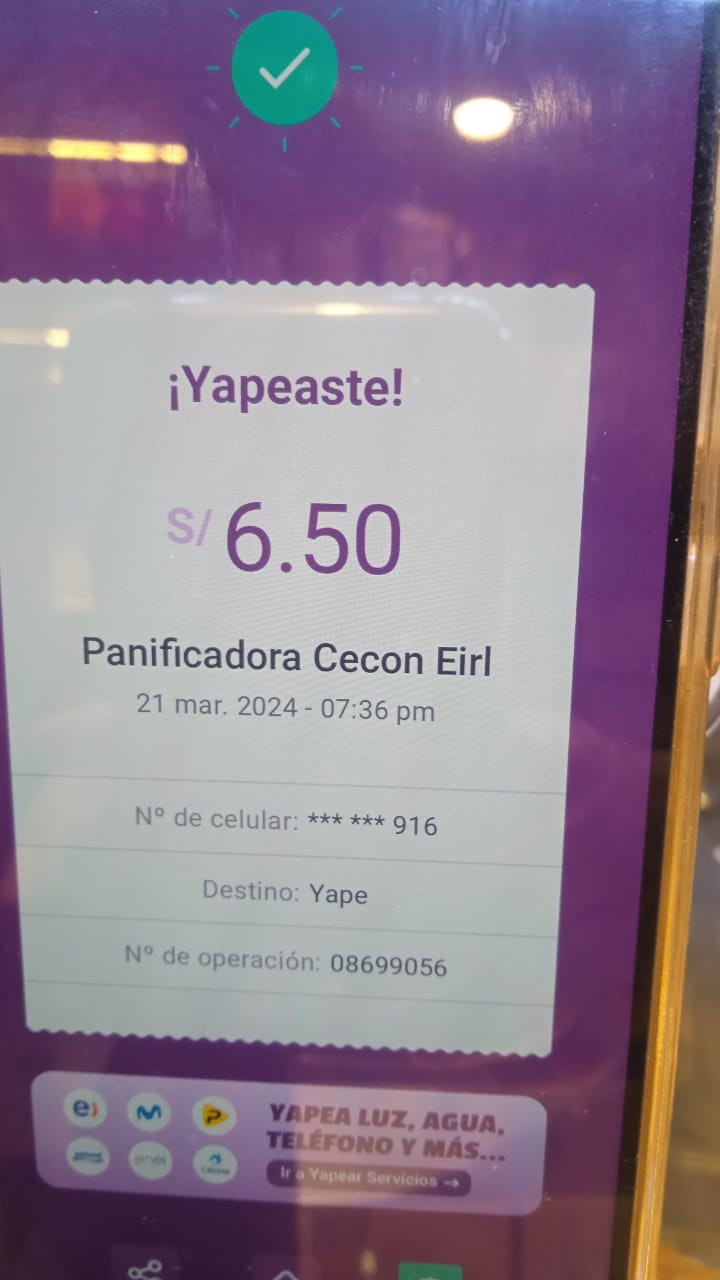 ¡Yapeaste!
S/ 6.50
Panificadora Cecon Eirl
21 mar. 2024 - 07:36 pm
Nº de celular: *** *** 916
Destino: Yape
Nº de operación: 08699056
YAPEA LUZ, AGUA,
TELÉFONO Y MÁS...
Ir a Yapear Servicios →